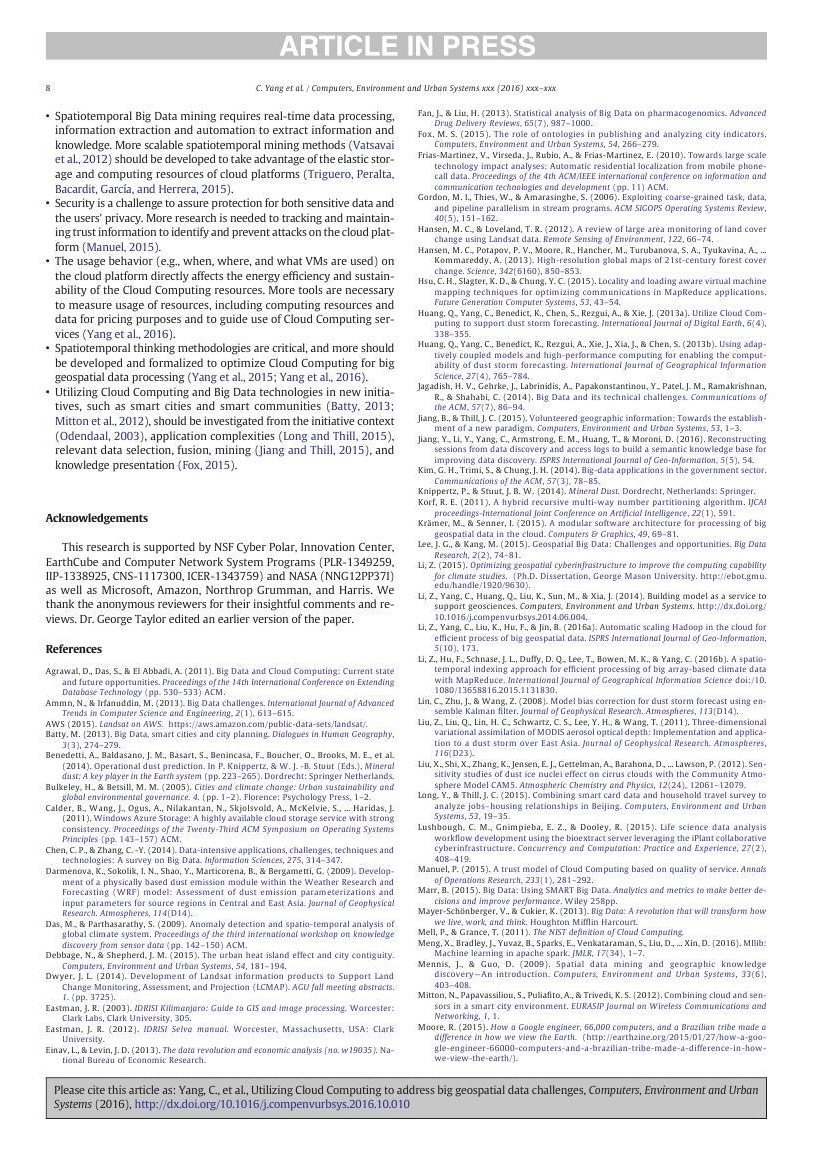 ARTICLE IN PRESS
8
C. Yang et al. / Computers, Environment and Urban Systems xxx (2016) xxx–xxx
• Spatiotemporal Big Data mining requires real-time data processing,
information extraction and automation to extract information and
knowledge. More scalable spatiotemporal mining methods (Vatsavai
et al., 2012) should be developed to take advantage of the elastic stor-
age and computing resources of cloud platforms (Triguero, Peralta,
Bacardit, García, and Herrera, 2015).
• Security is a challenge to assure protection for both sensitive data and
the users' privacy. More research is needed to tracking and maintain-
ing trust information to identify and prevent attacks on the cloud plat-
form (Manuel, 2015).
• The usage behavior (e.g., when, where, and what VMs are used) on
the cloud platform directly affects the energy efficiency and sustain-
ability of the Cloud Computing resources. More tools are necessary
to measure usage of resources, including computing resources and
data for pricing purposes and to guide use of Cloud Computing ser-
vices (Yang et al., 2016).
• Spatiotemporal thinking methodologies are critical, and more should
be developed and formalized to optimize Cloud Computing for big
geospatial data processing (Yang et al., 2015; Yang et al., 2016).
• Utilizing Cloud Computing and Big Data technologies in new initia-
tives, such as smart cities and smart communities (Batty, 2013;
Mitton et al., 2012), should be investigated from the initiative context
(Odendaal, 2003), application complexities (Long and Thill, 2015),
relevant data selection, fusion, mining (Jiang and Thill, 2015), and
knowledge presentation (Fox, 2015).
Acknowledgements
This research is supported by NSF Cyber Polar, Innovation Center,
EarthCube and Computer Network System Programs (PLR-1349259,
IIP-1338925, CNS-1117300, ICER-1343759) and NASA (NNG12PP37I)
as well as Microsoft, Amazon, Northrop Grumman, and Harris. We
thank the anonymous reviewers for their insightful comments and re-
views. Dr. George Taylor edited an earlier version of the paper.
References
Agrawal, D., Das, S., & El Abbadi, A. (2011). Big Data and Cloud Computing: Current state
and future opportunities. Proceedings of the 14th International Conference on Extending
Database Technology (pp. 530–533) ACM.
Ammn, N., & Irfanuddin, M. (2013). Big Data challenges. International Journal of Advanced
Trends in Computer Science and Engineering, 2(1), 613–615.
AWS (2015). Landsat on AWS. https://aws.amazon.com/public-data-sets/landsat/.
Batty, M. (2013). Big Data, smart cities and city planning. Dialogues in Human Geography,
3(3), 274–279.
Benedetti, A., Baldasano, J. M., Basart, S., Benincasa, F., Boucher, O., Brooks, M. E., et al.
(2014). Operational dust prediction. In P. Knippertz, & W. J. -B. Stuut (Eds.), Mineral
dust: A key player in the Earth system (pp. 223–265). Dordrecht: Springer Netherlands.
Bulkeley, H., & Betsill, M. M. (2005). Cities and climate change: Urban sustainability and
global environmental governance. 4. (pp. 1–2). Florence: Psychology Press, 1–2.
Calder, B., Wang, J., Ogus, A., Nilakantan, N., Skjolsvold, A., McKelvie, S., ... Haridas, J.
(2011). Windows Azure Storage: A highly available cloud storage service with strong
consistency. Proceedings of the Twenty-Third ACM Symposium on Operating Systems
Principles (pp. 143–157) ACM.
Chen, C. P., & Zhang, C. -Y. (2014). Data-intensive applications, challenges, techniques and
technologies: A survey on Big Data. Information Sciences, 275, 314–347.
Darmenova, K., Sokolik, I. N., Shao, Y., Marticorena, B., & Bergametti, G. (2009). Develop-
ment of a physically based dust emission module within the Weather Research and
Forecasting (WRF) model: Assessment of dust emission parameterizations and
input parameters for source regions in Central and East Asia. Journal of Geophysical
Research. Atmospheres, 114(D14).
Das, M., & Parthasarathy, S. (2009). Anomaly detection and spatio-temporal analysis of
global climate system. Proceedings of the third international workshop on knowledge
discovery from sensor data (pp. 142–150) ACM.
Debbage, N., & Shepherd, J. M. (2015). The urban heat island effect and city contiguity.
Computers, Environment and Urban Systems, 54, 181–194.
Dwyer, J. L. (2014). Development of Landsat information products to Support Land
Change Monitoring, Assessment, and Projection (LCMAP). AGU fall meeting abstracts.
1. (pp. 3725).
Eastman, J. R. (2003). IDRISI Kilimanjaro: Guide to GIS and image processing. Worcester:
Clark Labs, Clark University, 305.
Eastman, J. R. (2012). IDRISI Selva manual. Worcester, Massachusetts, USA: Clark
University.
Einav, L., & Levin, J. D. (2013). The data revolution and economic analysis (no. w19035). Na-
tional Bureau of Economic Research.
Fan, J., & Liu, H. (2013). Statistical analysis of Big Data on pharmacogenomics. Advanced
Drug Delivery Reviews, 65(7), 987–1000.
Fox, M. S. (2015). The role of ontologies in publishing and analyzing city indicators.
Computers, Environment and Urban Systems, 54, 266–279.
Frias-Martinez, V., Virseda, J., Rubio, A., & Frias-Martinez, E. (2010). Towards large scale
technology impact analyses: Automatic residential localization from mobile phone-
call data. Proceedings of the 4th ACM/IEEE international conference on information and
communication technologies and development (pp. 11) ACM.
Gordon, M. I., Thies, W., & Amarasinghe, S. (2006). Exploiting coarse-grained task, data,
and pipeline parallelism in stream programs. ACM SIGOPS Operating Systems Review,
40(5), 151–162.
Hansen, M. C., & Loveland, T. R. (2012). A review of large area monitoring of land cover
change using Landsat data. Remote Sensing of Environment, 122, 66–74.
Hansen, M. C., Potapov, P. V., Moore, R., Hancher, M., Turubanova, S. A., Tyukavina, A., ...
Kommareddy, A. (2013). High-resolution global maps of 21st-century forest cover
change. Science, 342(6160), 850–853.
Hsu, C. H., Slagter, K. D., & Chung, Y. C. (2015). Locality and loading aware virtual machine
mapping techniques for optimizing communications in MapReduce applications.
Future Generation Computer Systems, 53, 43–54.
Huang, Q., Yang, C., Benedict, K., Chen, S., Rezgui, A., & Xie, J. (2013a). Utilize Cloud Com-
puting to support dust storm forecasting. International Journal of Digital Earth, 6(4),
338–355.
Huang, Q., Yang, C., Benedict, K., Rezgui, A., Xie, J., Xia, J., & Chen, S. (2013b). Using adap-
tively coupled models and high-performance computing for enabling the comput-
ability of dust storm forecasting. International Journal of Geographical Information
Science, 27(4), 765–784.
Jagadish, H. V., Gehrke, J., Labrinidis, A., Papakonstantinou, Y., Patel, J. M., Ramakrishnan,
R., & Shahabi, C. (2014). Big Data and its technical challenges. Communications of
the ACM, 57(7), 86–94.
Jiang, B., & Thill, J. C. (2015). Volunteered geographic information: Towards the establish-
ment of a new paradigm. Computers, Environment and Urban Systems, 53, 1–3.
Jiang, Y., Li, Y., Yang, C., Armstrong, E. M., Huang, T., & Moroni, D. (2016). Reconstructing
sessions from data discovery and access logs to build a semantic knowledge base for
improving data discovery. ISPRS International Journal of Geo-Information, 5(5), 54.
Kim, G. H., Trimi, S., & Chung, J. H. (2014). Big-data applications in the government sector.
Communications of the ACM, 57(3), 78–85.
Knippertz, P., & Stuut, J. B. W. (2014). Mineral Dust. Dordrecht, Netherlands: Springer.
Korf, R. E. (2011). A hybrid recursive multi-way number partitioning algorithm. IJCAI
proceedings-International Joint Conference on Artificial Intelligence, 22(1), 591.
Krämer, M., & Senner, I. (2015). A modular software architecture for processing of big
geospatial data in the cloud. Computers & Graphics, 49, 69–81.
Lee, J. G., & Kang, M. (2015). Geospatial Big Data: Challenges and opportunities. Big Data
Research, 2(2), 74–81.
Li, Z. (2015). Optimizing geospatial cyberinfrastructure to improve the computing capability
for climate studies. (Ph.D. Dissertation, George Mason University. http://ebot.gmu.
edu/handle/1920/9630).
Li, Z., Yang, C., Huang, Q., Liu, K., Sun, M., & Xia, J. (2014). Building model as a service to
support geosciences. Computers, Environment and Urban Systems. http://dx.doi.org/
10.1016/j.compenvurbsys.2014.06.004.
Li, Z., Yang, C., Liu, K., Hu, F., & Jin, B. (2016a). Automatic scaling Hadoop in the cloud for
efficient process of big geospatial data. ISPRS International Journal of Geo-Information,
5(10), 173.
Li, Z., Hu, F., Schnase, J. L., Duffy, D. Q., Lee, T., Bowen, M. K., & Yang, C. (2016b). A spatio-
temporal indexing approach for efficient processing of big array-based climate data
with MapReduce. International Journal of Geographical Information Science doi:/10.
1080/13658816.2015.1131830.
Lin, C., Zhu, J., & Wang, Z. (2008). Model bias correction for dust storm forecast using en-
semble Kalman filter. Journal of Geophysical Research. Atmospheres, 113(D14).
Liu, Z., Liu, Q., Lin, H. C., Schwartz, C. S., Lee, Y. H., & Wang, T. (2011). Three-dimensional
variational assimilation of MODIS aerosol optical depth: Implementation and applica-
tion to a dust storm over East Asia. Journal of Geophysical Research. Atmospheres,
116(D23).
Liu, X., Shi, X., Zhang, K., Jensen, E. J., Gettelman, A., Barahona, D., ... Lawson, P. (2012). Sen-
sitivity studies of dust ice nuclei effect on cirrus clouds with the Community Atmo-
sphere Model CAM5. Atmospheric Chemistry and Physics, 12(24), 12061–12079.
Long, Y., & Thill, J. C. (2015). Combining smart card data and household travel survey to
analyze jobs–housing relationships in Beijing. Computers, Environment and Urban
Systems, 53, 19–35.
Lushbough, C. M., Gnimpieba, E. Z., & Dooley, R. (2015). Life science data analysis
workflow development using the bioextract server leveraging the iPlant collaborative
cyberinfrastructure. Concurrency and Computation: Practice and Experience, 27(2),
408–419.
Manuel, P. (2015). A trust model of Cloud Computing based on quality of service. Annals
of Operations Research, 233(1), 281–292.
Marr, B. (2015). Big Data: Using SMART Big Data. Analytics and metrics to make better de-
cisions and improve performance. Wiley 258pp.
Mayer-Schönberger, V., & Cukier, K. (2013). Big Data: A revolution that will transform how
we live, work, and think. Houghton Mifflin Harcourt.
Mell, P., & Grance, T. (2011). The NIST definition of Cloud Computing.
Meng, X., Bradley, J., Yuvaz, B., Sparks, E., Venkataraman, S., Liu, D., ... Xin, D. (2016). Mllib:
Machine learning in apache spark. JMLR, 17(34), 1–7.
Mennis, J., & Guo, D. (2009). Spatial data mining and geographic knowledge
discovery—An introduction. Computers, Environment and Urban Systems, 33(6),
403–408.
Mitton, N., Papavassiliou, S., Puliafito, A., & Trivedi, K. S. (2012). Combining cloud and sen-
sors in a smart city environment. EURASIP Journal on Wireless Communications and
Networking, 1, 1.
Moore, R. (2015). How a Google engineer, 66,000 computers, and a Brazilian tribe made a
difference in how we view the Earth. (http://earthzine.org/2015/01/27/how-a-goo-
gle-engineer-66000-computers-and-a-brazilian-tribe-made-a-difference-in-how-
we-view-the-earth/).
Please cite this article as: Yang, C., et al., Utilizing Cloud Computing to address big geospatial data challenges, Computers, Environment and Urban
Systems (2016), http://dx.doi.org/10.1016/j.compenvurbsys.2016.10.010